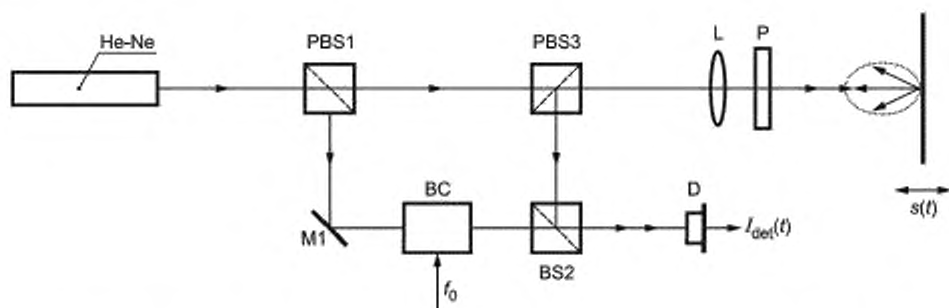 He-Ne
PBS1
PBS3
L
P
BC
D
M1
BS2
I_det(t)
s(t)
f_0